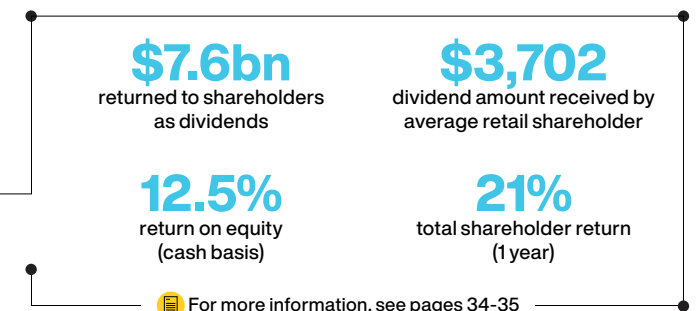 $7.6bn
returned to shareholders
as dividends
$3,702
dividend amount received by
average retail shareholder
12.5%
return on equity
(cash basis)
21%
total shareholder return
(1 year)
For more information, see pages 34-35